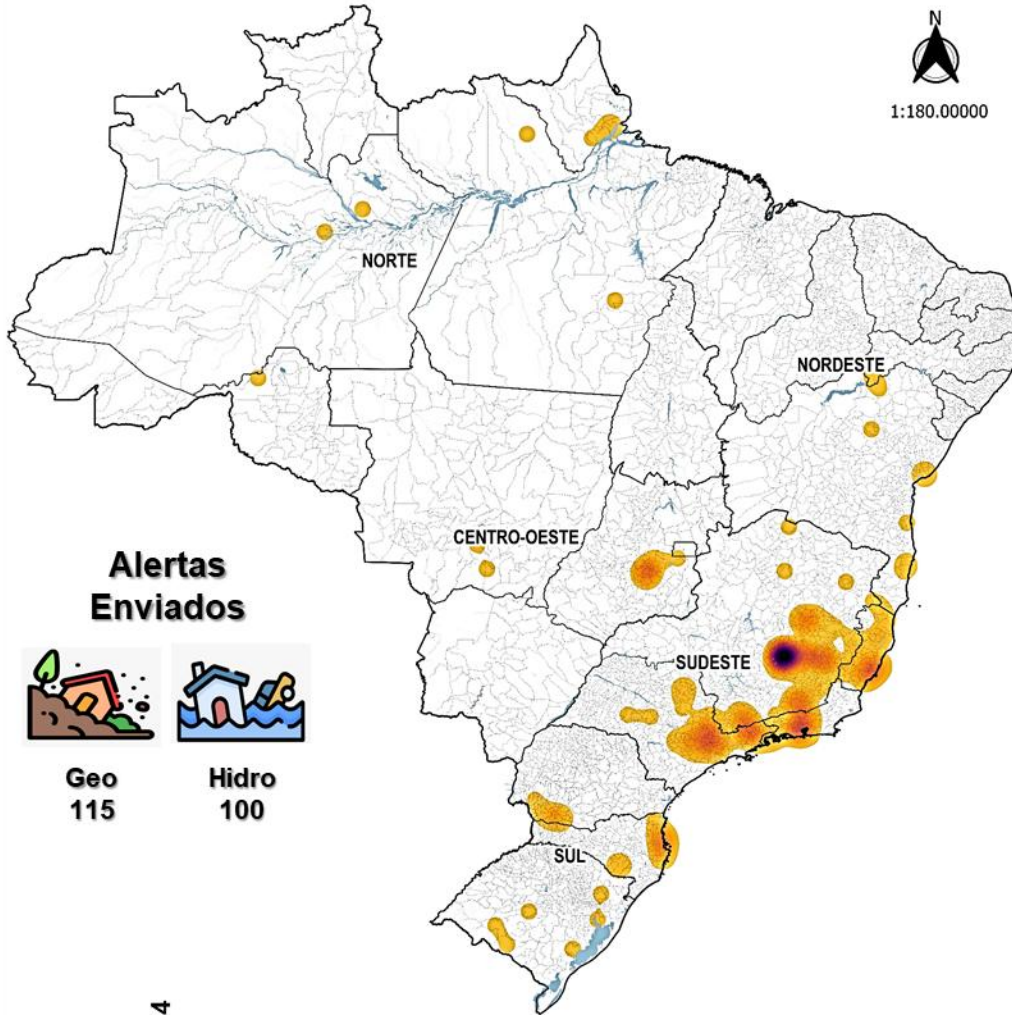 N
1:180.00000
NORTE
NORDESTE
CENTRO-OESTE
Alertas
Enviados
SUDESTE
Geo
115
Hidro
100
SUL
4